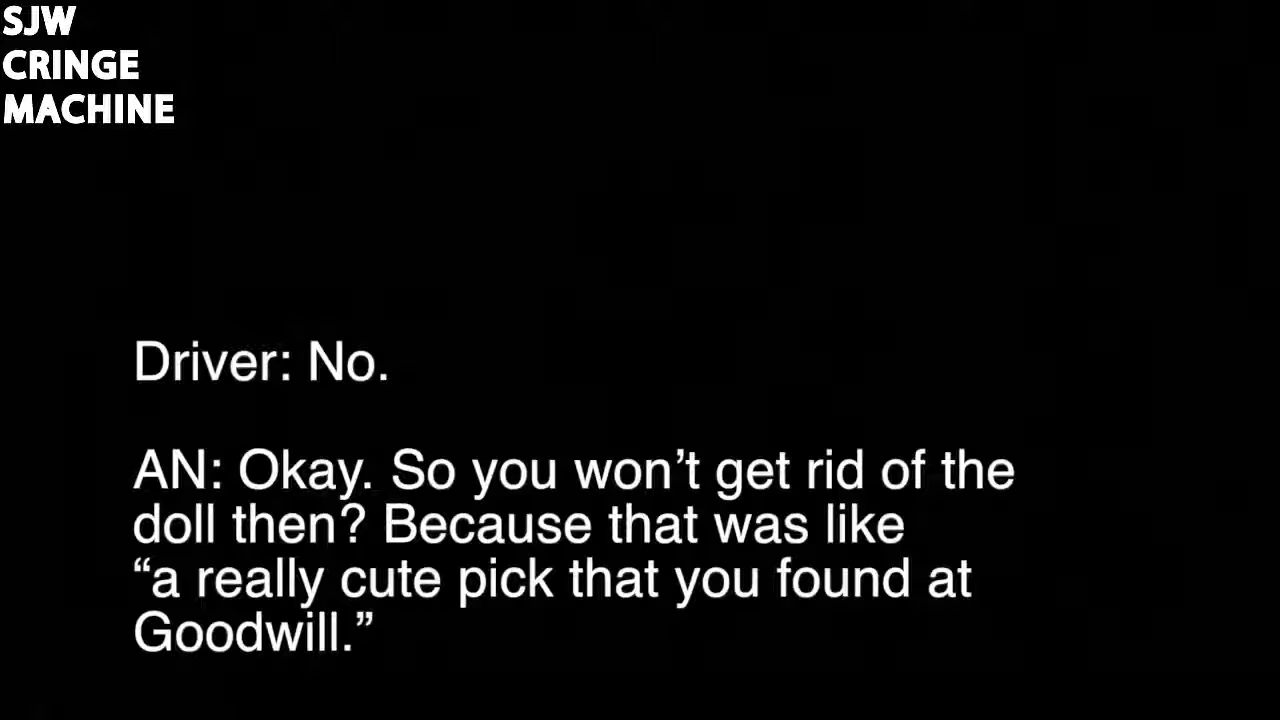 SJW
CRINGE
MACHINE
Driver: No.
AN: Okay. So you won’t get rid of the
doll then? Because that was like
“a really cute pick that you found at
Goodwill.”